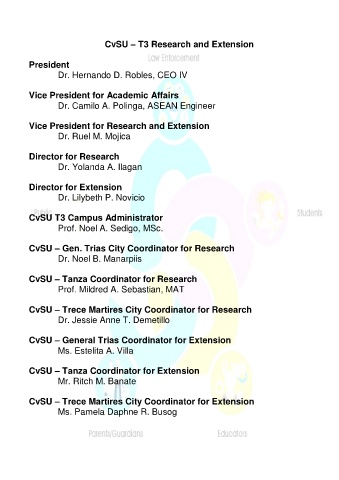 CvSU – T3 Research and Extension
Law Enforcement
President
Dr. Hernando D. Robles, CEO IV
Vice President for Academic Affairs
Dr. Camilo A. Polinga, ASEAN Engineer
Vice President for Research and Extension
Dr. Ruel M. Mojica
Director for Research
Dr. Yolanda A. Ilagan
Director for Extension
Dr. Lilybeth P. Novicio
Students
CvSU T3 Campus Administrator
Prof. Noel A. Sedigo, MSc.
CvSU – Gen. Trias City Coordinator for Research
Dr. Noel B. Manarpiis
CvSU – Tanza Coordinator for Research
Prof. Mildred A. Sebastian, MAT
CvSU – Trece Martires City Coordinator for Research
Dr. Jessie Anne T. Demetillo
CvSU – General Trias Coordinator for Extension
Ms. Estelita A. Villa
CvSU – Tanza Coordinator for Extension
Mr. Ritch M. Banate
CvSU – Trece Martires City Coordinator for Extension
Ms. Pamela Daphne R. Busog
Parents/Guardians Educators